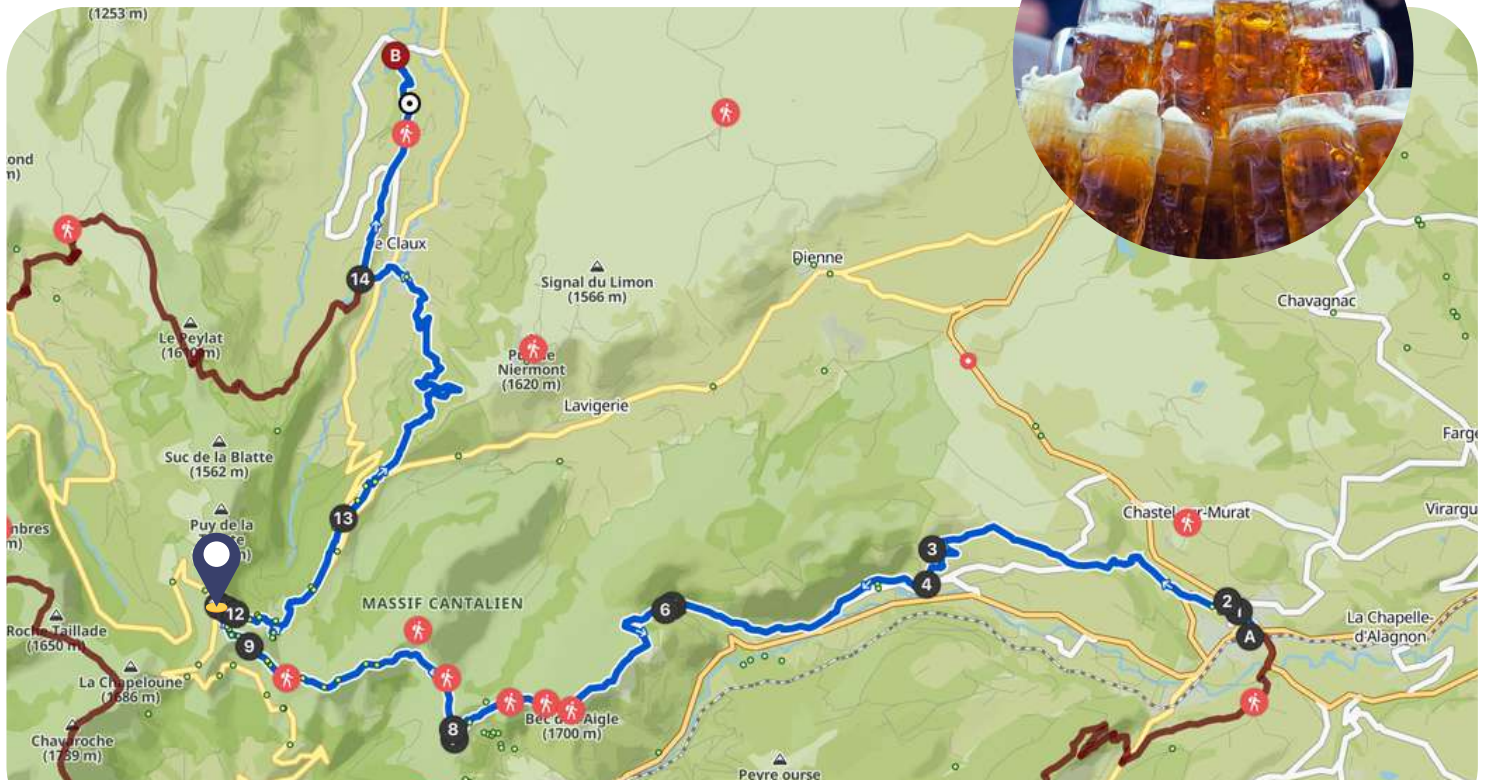 (1253 m)
B
ond
m)
e Claux
14
Dienne
Signal du Limon
(1566 m)
Chavagnac
Le Peylat
Niermont
(1620 m)
Lavigerie
Farge
Suc de la Blatte
(1562 m)
Puy de la
mbres
m)
13
Chastel
r-Murat
Virargu
3
4
MASSIF CANTALIEN
6
2
A
12
9
Roche Taillade
(1650 m)
La Chapelle-
d'Alagnon
La Chapeloune
(1686 m)
8
Bec
Aigle
(1700 m)
Chavaroche
(1739 m)
Peyre ourse